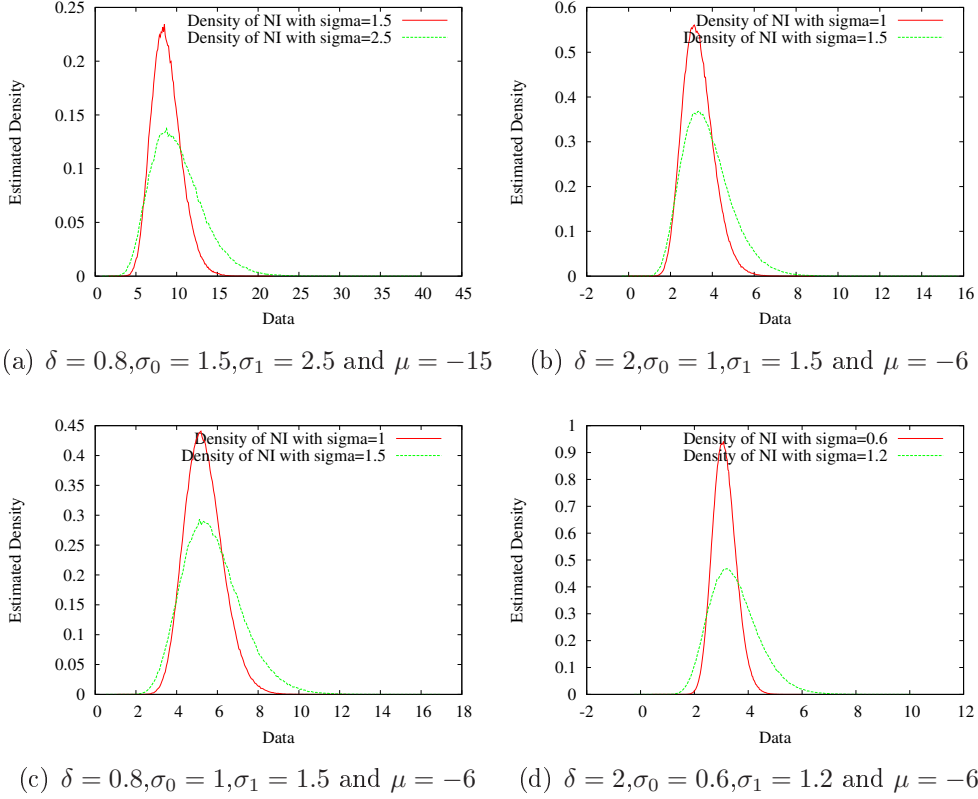 Density of NI with sigma=1.5
Density of NI with sigma=2.5
0.25
0.2
0.15
0.1
0.05
0
Estimated Density
0 5 10 15 20 25 30 35 40 45
Data
(a) δ = 0.8,σ₀ = 1.5,σ₁ = 2.5 and μ = −15
Density of NI with sigma=1
Density of NI with sigma=1.5
0.6
0.5
0.4
0.3
0.2
0.1
0
Estimated Density
-2 0 2 4 6 8 10 12 14 16
Data
(b) δ = 2,σ₀ = 1,σ₁ = 1.5 and μ = −6
Density of NI with sigma=1
Density of NI with sigma=1.5
0.45
0.4
0.35
0.3
0.25
0.2
0.15
0.1
0.05
0
Estimated Density
0 2 4 6 8 10 12 14 16 18
Data
(c) δ = 0.8,σ₀ = 1,σ₁ = 1.5 and μ = −6
Density of NI with sigma=0.6
Density of NI with sigma=1.2
1
0.9
0.8
0.7
0.6
0.5
0.4
0.3
0.2
0.1
0
Estimated Density
-2 0 2 4 6 8 10 12
Data
(d) δ = 2,σ₀ = 0.6,σ₁ = 1.2 and μ = −6